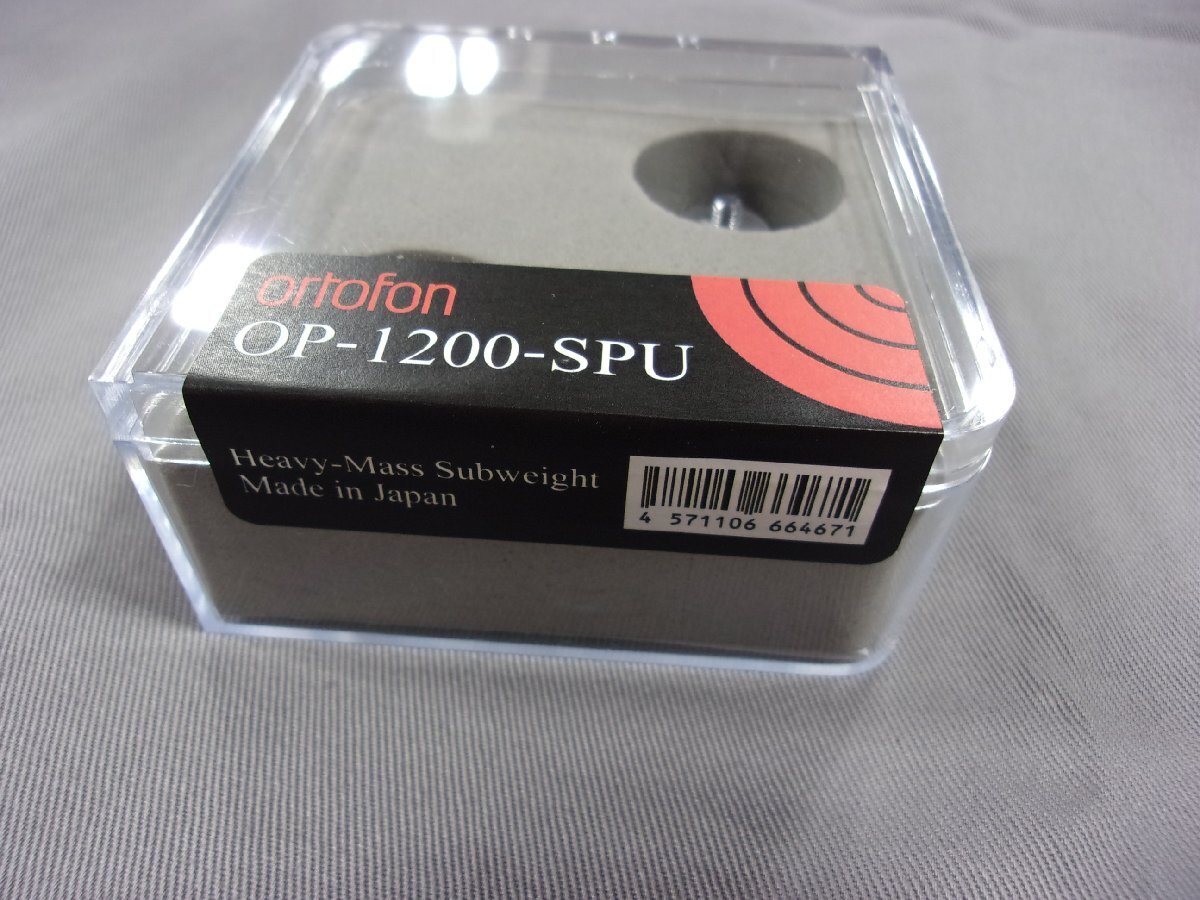 ortofon
OP-1200-SPU
Heavy-Mass Subweight
Made in Japan
4 571106 664671